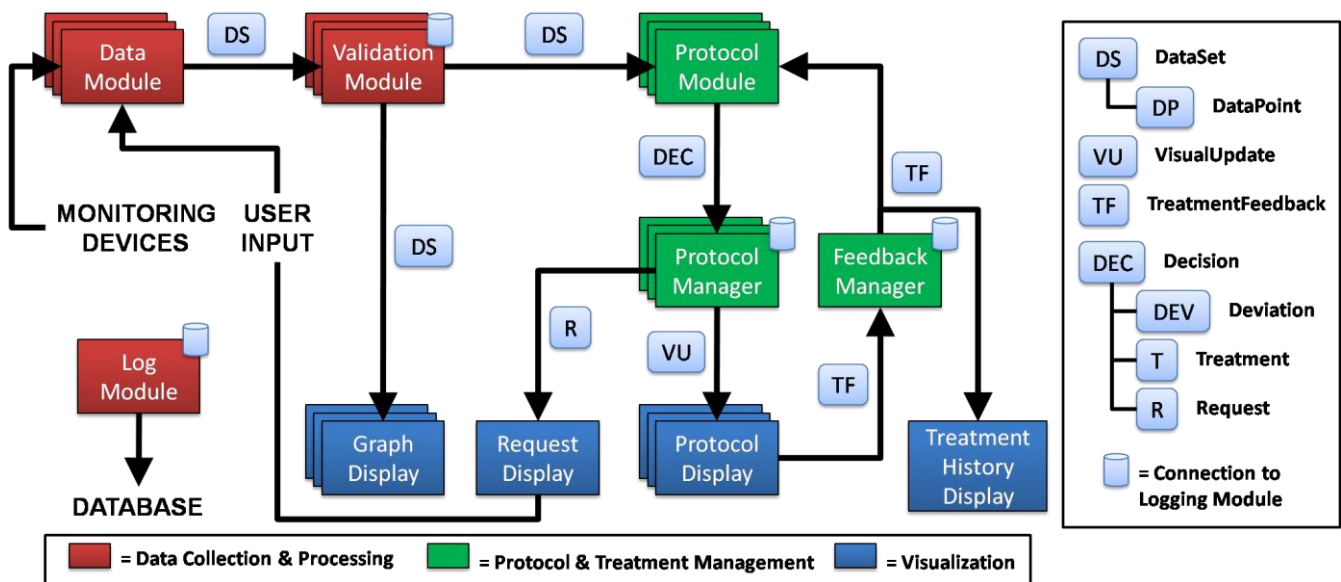 DS
DS
Data
Module
Validation
Module
Protocol
Module
DEC
TF
MONITORING
DEVICES
USER
INPUT
DS
Protocol
Manager
Feedback
Manager
R
VU
TF
Log
Module
Graph
Display
Request
Display
Protocol
Display
Treatment
History
Display
DATABASE
DS DataSet
DP DataPoint
VU VisualUpdate
TF TreatmentFeedback
DEC Decision
DEV Deviation
T Treatment
R Request
= Connection to
Logging Module
= Data Collection & Processing
= Protocol & Treatment Management
= Visualization